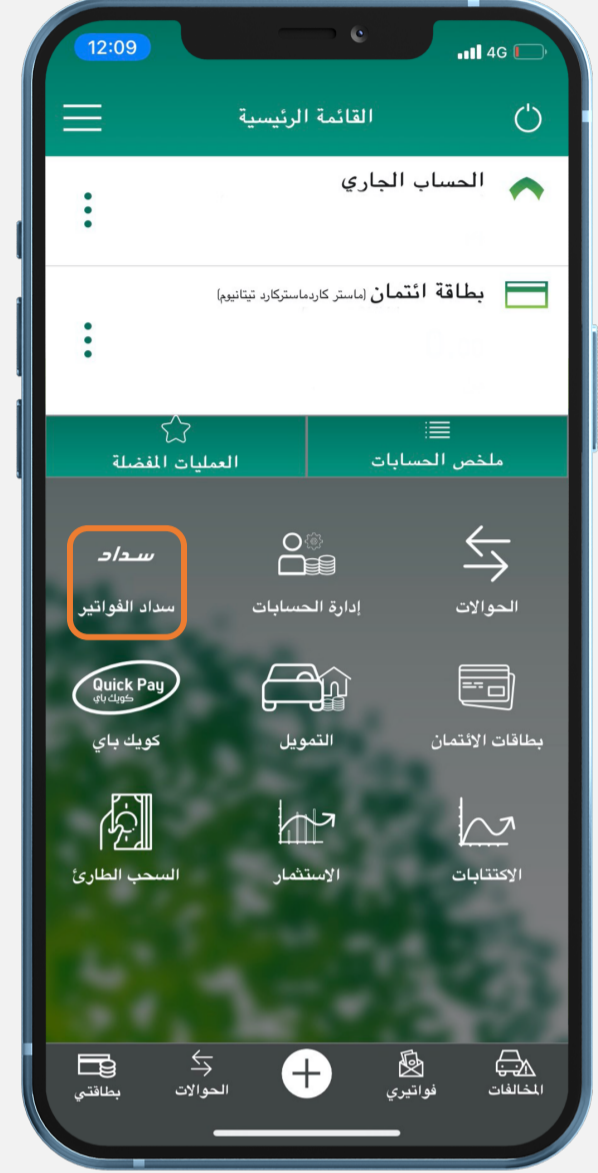 12:09
4G
القائمة الرئيسية
الحساب الجاري
بطاقة ائتمان (ماستر كاردماستركارد تيتانيوم)
ملخص الحسابات
العمليات المفضلة
سداد
الحوالات
إدارة الحسابات
سداد الفواتير
Quick Pay
كويك باي
بطاقات الائتمان
التمويل
كويك باي
الاكتتابات
الاستثمار
السحب الطارئ
المخالفات
فواتيري
الحوالات
بطاقتي